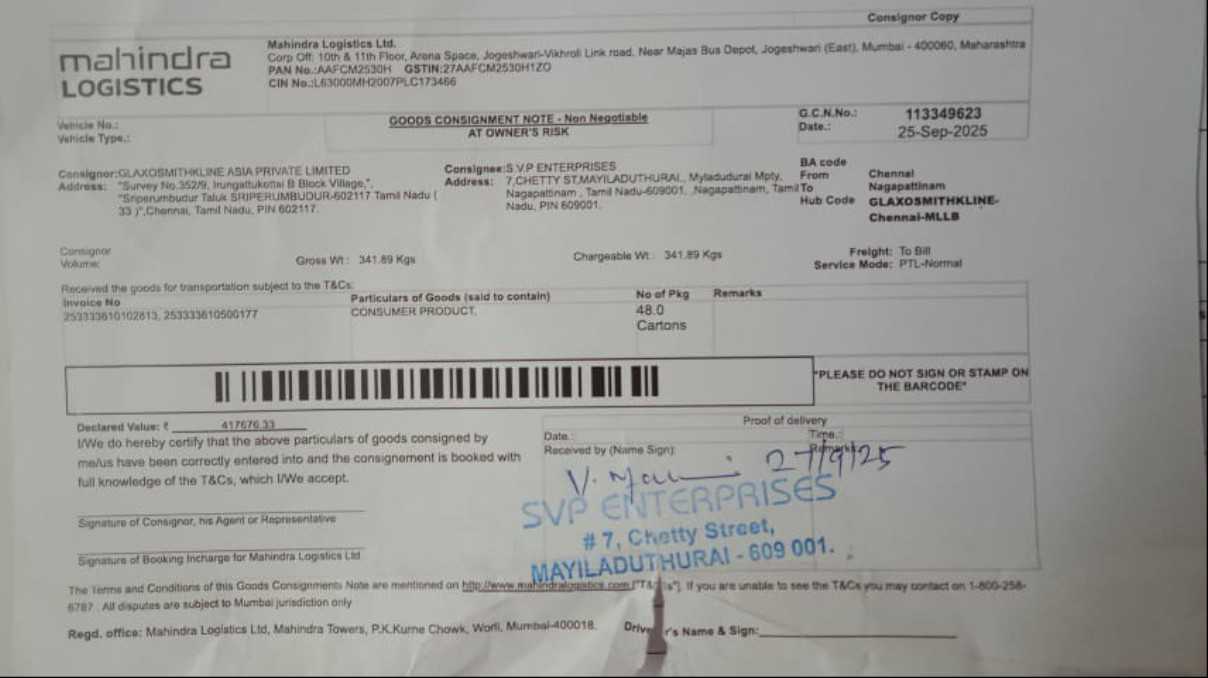 Consignor Copy
mahindra
LOGISTICS
Mahindra Logistics Ltd.
Corp Off: 10th & 11th Floor, Arena Space, Jogeshwari-Vikhroli Link road, Near Majas Bus Depot, Jogeshwari (East), Mumbai - 400060, Maharashtra
PAN No.:AAFCM2530H GSTIN:27AAFCM2530H1ZO
CIN No.:L63000MH2007PLC173466
Vehicle No.:
Vehicle Type.:
GOODS CONSIGNMENT NOTE - Non Negotiable
AT OWNER'S RISK
G.C.N.No.: 113349623
Date.: 25-Sep-2025
Consignor:GLAXOSMITHKLINE ASIA PRIVATE LIMITED
Address: "Survey No.352/9, Irungattukottai B Block Village,",
"Sriperumbudur Taluk SRIPERUMBUDUR-602117 Tamil Nadu (
33 )",Chennai, Tamil Nadu, PIN 602117.
Consignee:S.V.P ENTERPRISES
Address: 7,CHETTY ST,MAYILADUTHURAI., Myladudurai Mpty,
Nagapattinam , Tamil Nadu-609001. ,Nagapattinam, Tamil
Nadu, PIN 609001.
BA code
From Chennai
To Nagapattinam
Hub Code GLAXOSMITHKLINE-
Chennai-MLLB
Consignor
Volume:
Gross Wt : 341.89 Kgs
Chargeable Wt : 341.89 Kgs
Freight: To Bill
Service Mode: PTL-Normal
Received the goods for transportation subject to the T&Cs:
Invoice No Particulars of Goods (said to contain) No of Pkg Remarks
253333610102813, 253333610500177 CONSUMER PRODUCT, 48.0
Cartons
"PLEASE DO NOT SIGN OR STAMP ON
THE BARCODE"
Declared Value: ₹ 417676.33
I/We do hereby certify that the above particulars of goods consigned by
me/us have been correctly entered into and the consignement is booked with
full knowledge of the T&Cs, which I/We accept.
Signature of Consignor, his Agent or Representative
Signature of Booking Incharge for Mahindra Logistics Ltd
Proof of delivery
Date.: Time.:
Received by (Name Sign): Remark
27/9/25
SVP ENTERPRISES
# 7, Chetty Street,
MAYILADUTHURAI - 609 001.
The Terms and Conditions of this Goods Consignments Note are mentioned on http://www.mahindralogistics.com ("T& s"). If you are unable to see the T&Cs you may contact on 1-800-258-
6787 . All disputes are subject to Mumbai jurisdiction only
Regd. office: Mahindra Logistics Ltd, Mahindra Towers, P.K.Kurne Chowk, Worli, Mumbai-400018.
Driver's Name & Sign: